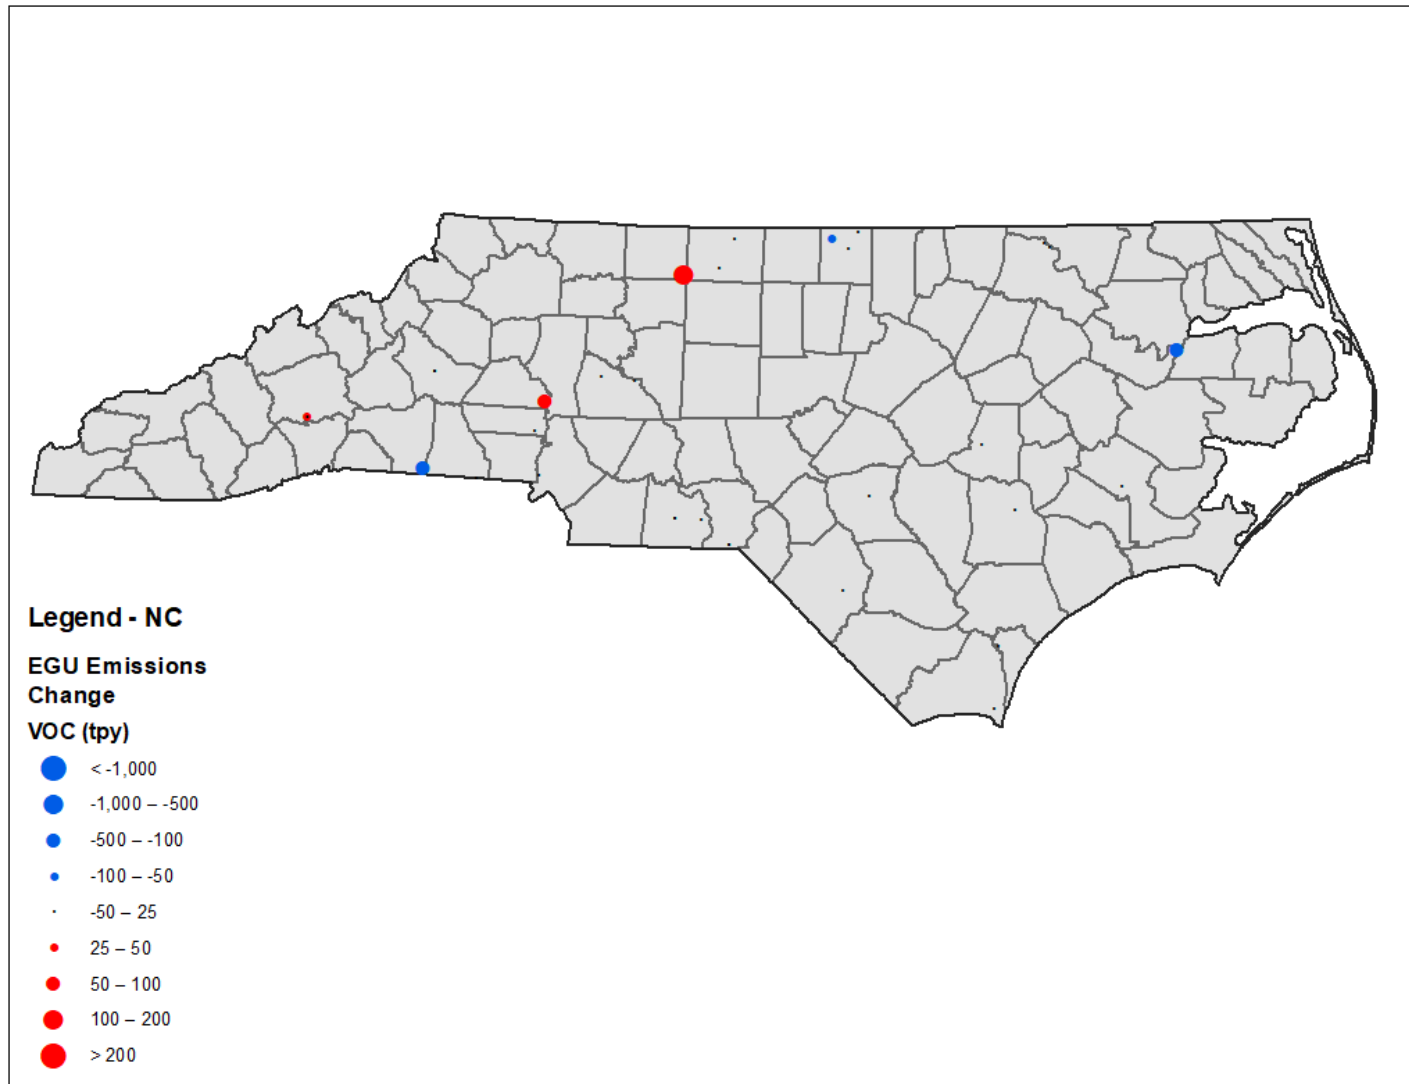 Legend - NC
EGU Emissions
Change
VOC (tpy)
< -1,000
-1,000 – -500
-500 – -100
-100 – -50
-50 – 25
25 – 50
50 – 100
100 – 200
> 200